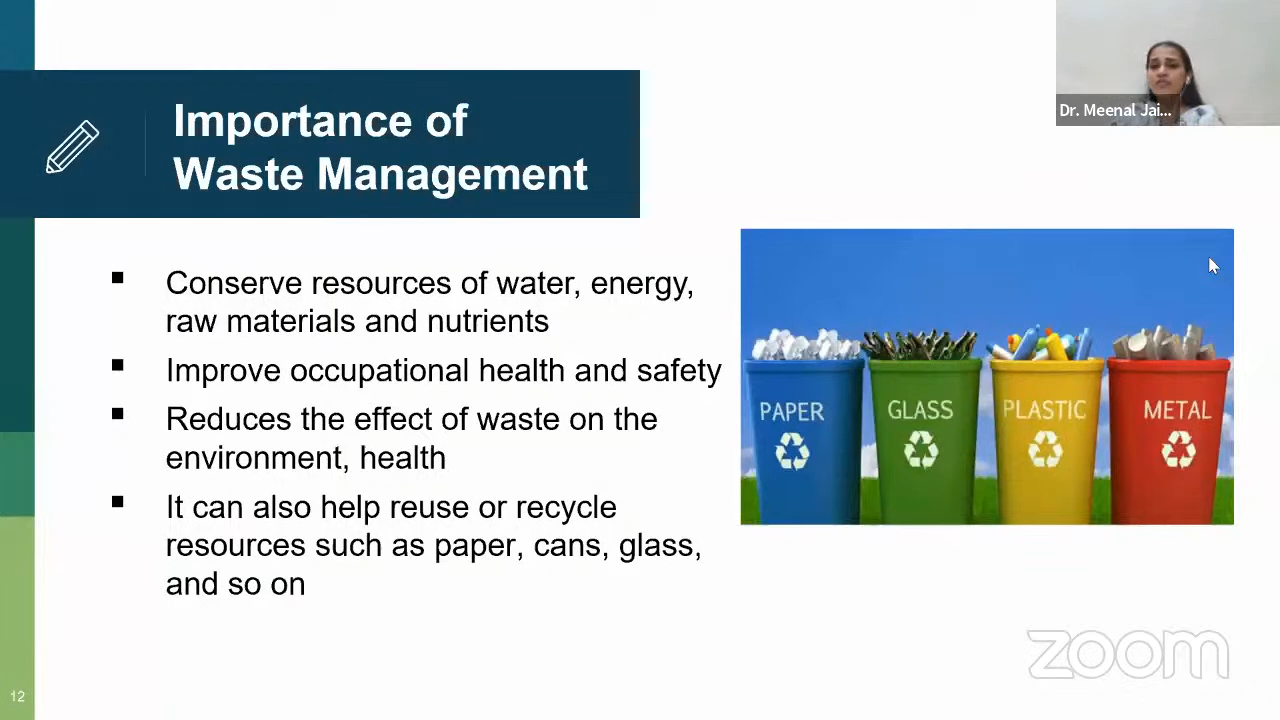 Importance of
Waste Management
Dr. Meenal Jai...
▪ Conserve resources of water, energy,
raw materials and nutrients
▪ Improve occupational health and safety
▪ Reduces the effect of waste on the
environment, health
▪ It can also help reuse or recycle
resources such as paper, cans, glass,
and so on
PAPER
GLASS
PLASTIC
METAL
zoom
12